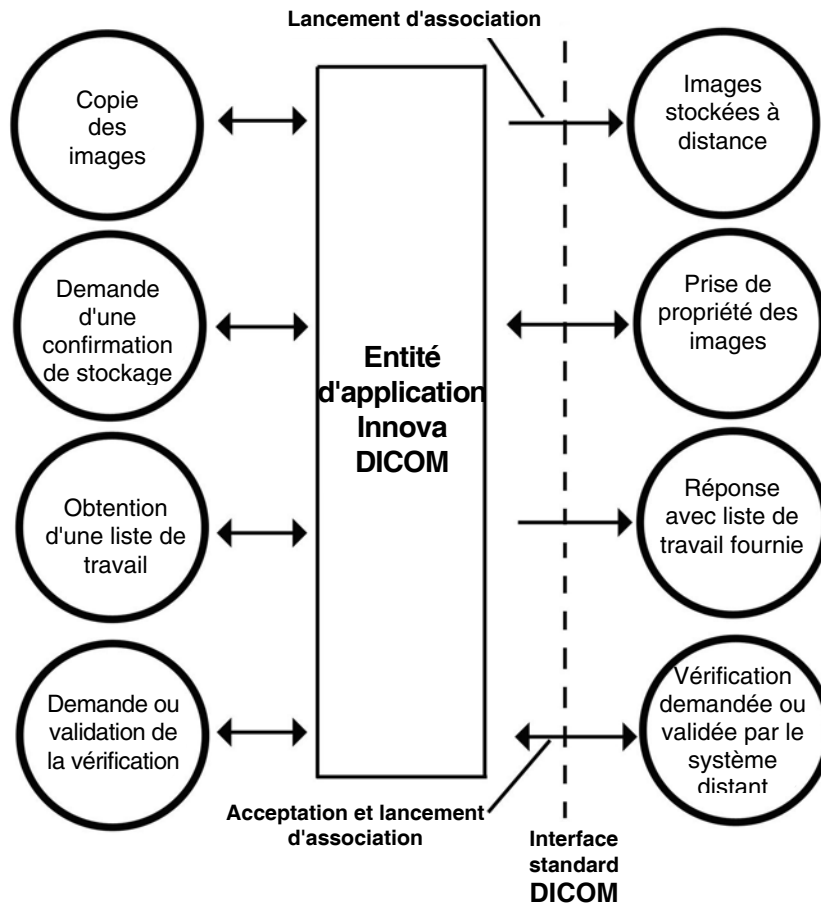 Lancement d'association
Copie
des
images
Images
stockées à
distance
Demande
d'une
confirmation
de stockage
Prise de
propriété des
images
Entité
d'application
Innova
DICOM
Obtention
d'une liste de
travail
Réponse
avec liste de
travail fournie
Demande ou
validation de
la vérification
Vérification
demandée ou
validée par le
système
distant
Acceptation et lancement
d'association
Interface
standard
DICOM